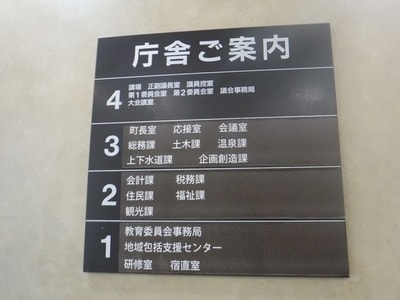 庁舎ご案内
4
議場 正副議長室 議員控室
第1委員会室 第2委員会室 議会事務局
大会議室
3
町長室 応接室 会議室
総務課 土木課 温泉課
上下水道課 企画創造課
2
会計課 税務課
住民課 福祉課
観光課
1
教育委員会事務局
地域包括支援センター
研修室 宿直室